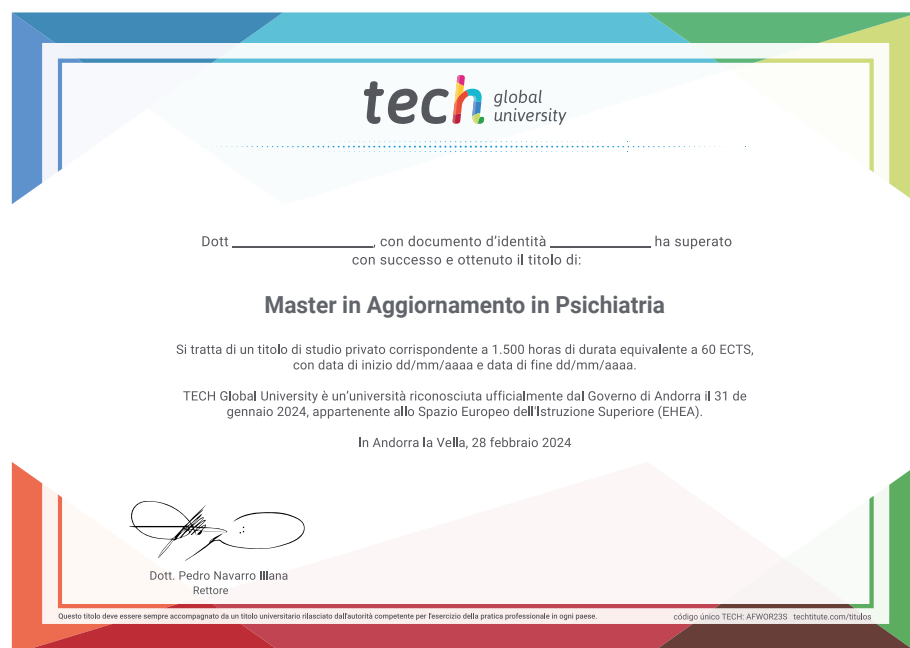 tech global
university
Dott ____________________, con documento d'identità ______________ ha superato
con successo e ottenuto il titolo di:
Master in Aggiornamento in Psichiatria
Si tratta di un titolo di studio privato corrispondente a 1.500 horas di durata equivalente a 60 ECTS,
con data di inizio dd/mm/aaaa e data di fine dd/mm/aaaa.
TECH Global University è un'università riconosciuta ufficialmente dal Governo di Andorra il 31 de
gennaio 2024, appartenente allo Spazio Europeo dell'Istruzione Superiore (EHEA).
In Andorra la Vella, 28 febbraio 2024
Dott. Pedro Navarro Illana
Rettore
Questo titolo deve essere sempre accompagnato da un titolo universitario rilasciato dall'autorità competente per l'esercizio della pratica professionale in ogni paese.
código único TECH: AFWOR23S techtitute.com/titulos